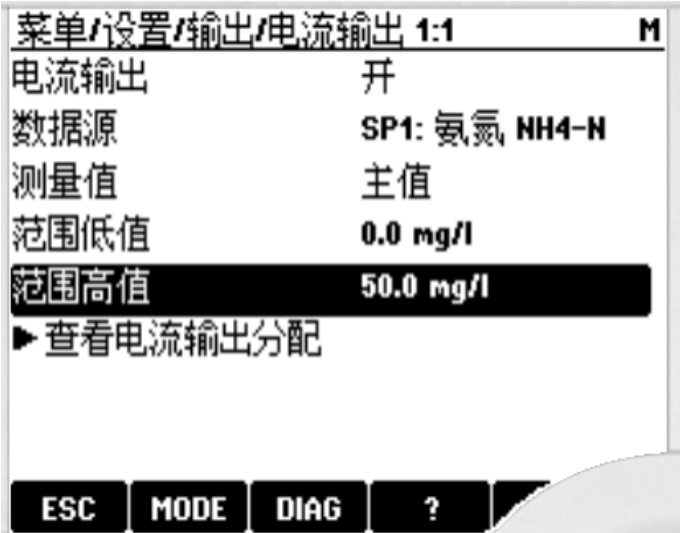 菜单/设置/输出/电流输出 1:1 M
电流输出 开
数据源 SP1: 氨氮 NH4-N
测量值 主值
范围低值 0.0 mg/l
范围高值 50.0 mg/l
▶查看电流输出分配
ESC MODE DIAG ?